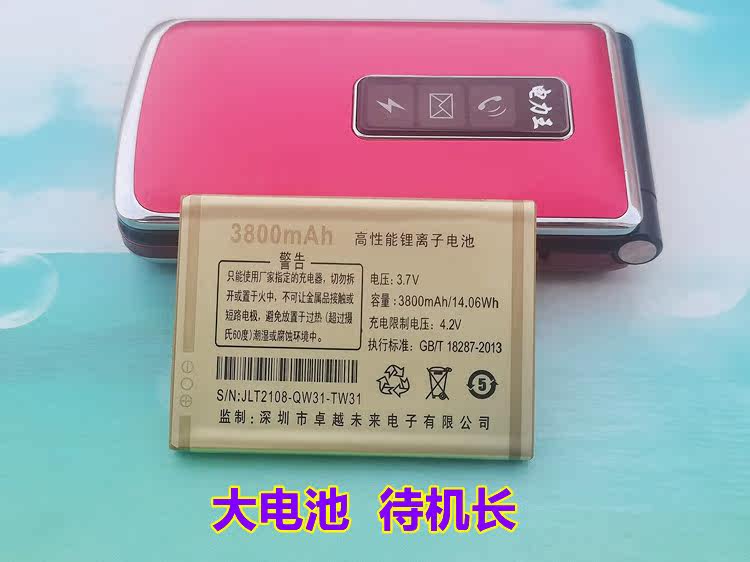 电力王
3800mAh 高性能锂离子电池
警告
只能使用厂家指定的充电器，切勿拆
开或置于火中，不可让金属品接触或
短路电极，避免放置于过热（超过摄
氏60度）潮湿或腐蚀环境中。
电压：3.7V
容量：3800mAh/14.06Wh
充电限制电压：4.2V
执行标准：GB/T 18287-2013
S/N:JLT2108-QW31-TW31
5
监制：深圳市卓越未来电子有限公司
大电池 待机长